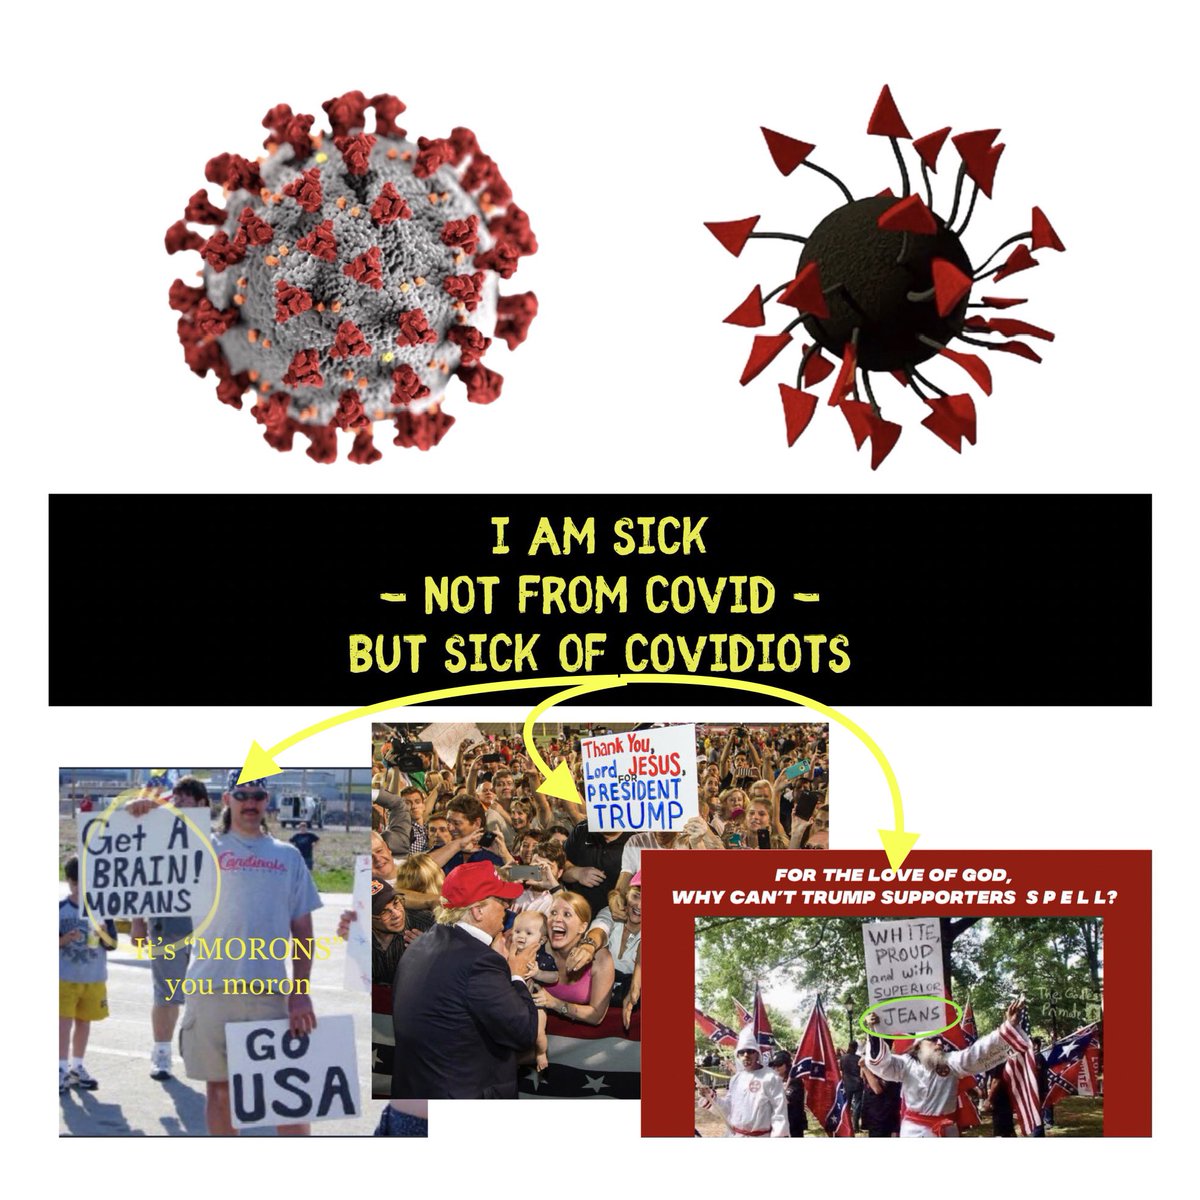 I AM SICK
– NOT FROM COVID –
BUT SICK OF COVIDIOTS
Get A
BRAIN!
MORANS
Cardinals
It's "MORONS"
you moron
GO
USA
Thank You,
Lord JESUS,
FOR
PRESIDENT
TRUMP
FOR THE LOVE OF GOD,
WHY CAN'T TRUMP SUPPORTERS S P E L L?
WHITE,
PROUD
and with
SUPERIOR
JEANS